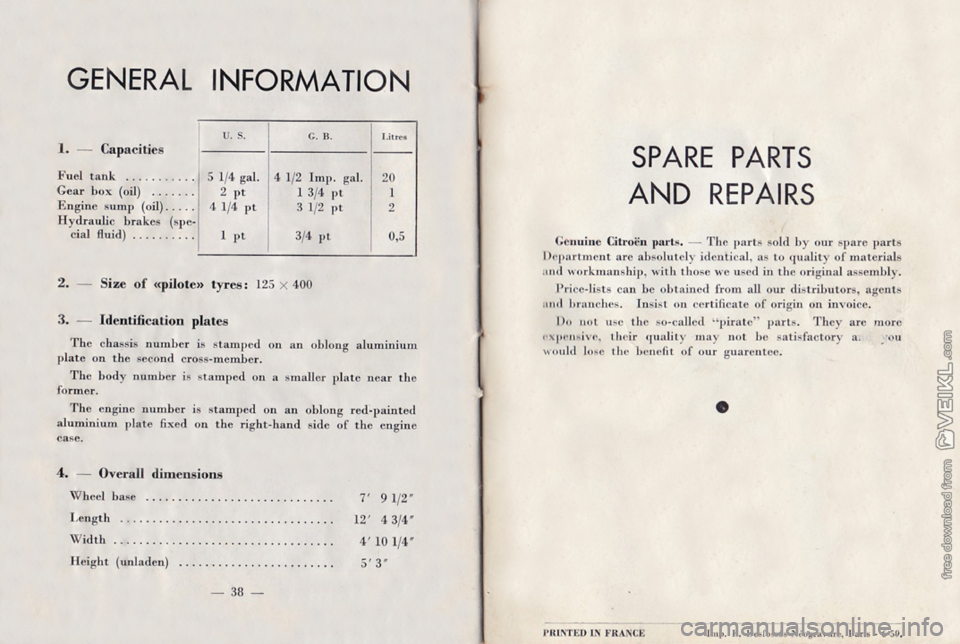 GENERAL INFORMATION
1. — Capacities
U. S. G. B. Litres
Fuel tank ........... 5 1/4 gal. 4 1/2 Imp. gal. 20
Gear box (oil) ....... 2 pt 1 3/4 pt 1
Engine sump (oil)..... 4 1/4 pt 3 1/2 pt 2
Hydraulic brakes (spe-
cial fluid) .......... 1 pt 3/4 pt 0,5
2. — Size of «pilote» tyres: 125 × 400
3. — Identification plates
The chassis number is stamped on an oblong aluminium
plate on the second cross-member.
The body number is stamped on a smaller plate near the
former.
The engine number is stamped on an oblong red-painted
aluminium plate fixed on the right-hand side of the engine
case.
4. — Overall dimensions
Wheel base ............................. 7' 9 1/2"
Length ................................. 12' 4 3/4"
Width .................................. 4' 10 1/4"
Height (unladen) ........................ 5' 3"
— 38 —
SPARE PARTS
AND REPAIRS
Genuine Citroën parts. — The parts sold by our spare parts
Department are absolutely identical, as to quality of materials
and workmanship, with those we used in the original assembly.
Price-lists can be obtained from all our distributors, agents
and branches. Insist on certificate of origin on invoice.
Do not use the so-called “pirate” parts. They are more
expensive, their quality may not be satisfactory a. you
would lose the benefit of our guarentee.
PRINTED IN FRANCE
carmanualsonline.info
free download from VEIKL.com